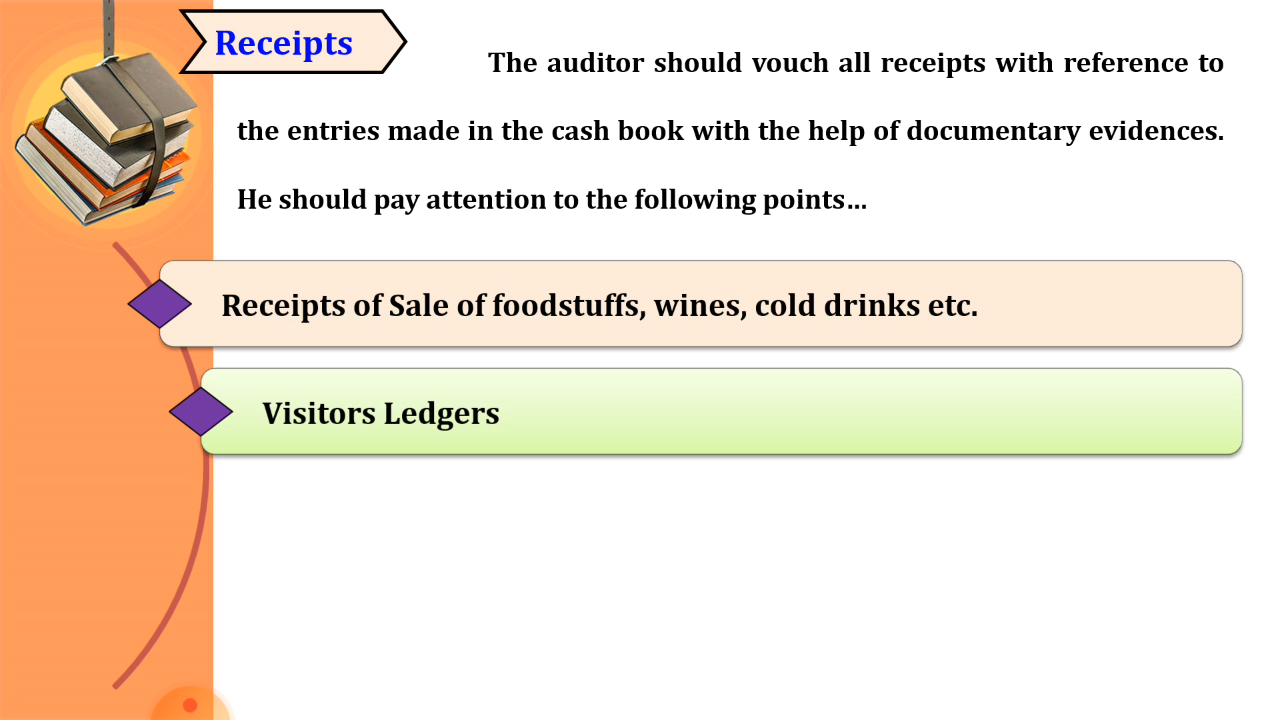 Receipts
The auditor should vouch all receipts with reference to
the entries made in the cash book with the help of documentary evidences.
He should pay attention to the following points…
Receipts of Sale of foodstuffs, wines, cold drinks etc.
Visitors Ledgers